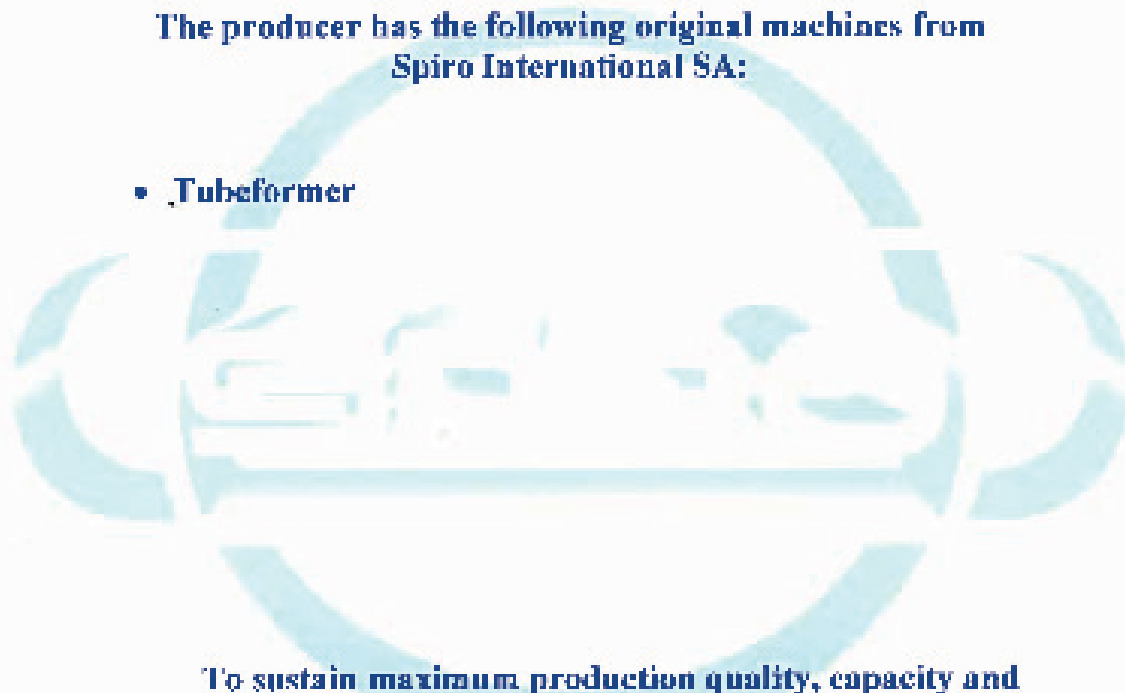 The producer has the following original machines from
Spiro International SA:
• Tubeformer
To sustain maximum production quality, capacity and